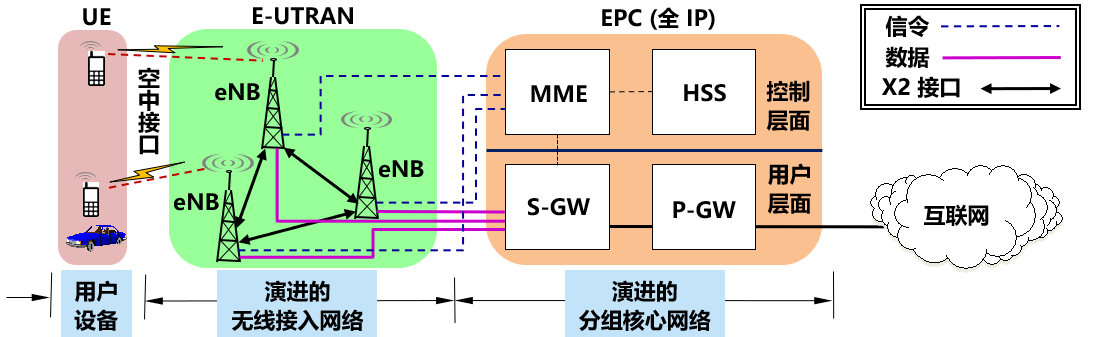 UE
E-UTRAN
EPC (全 IP)
信令
数据
X2 接口
空中接口
eNB
eNB
eNB
MME
HSS
控制
层面
S-GW
P-GW
用户
层面
互联网
用户
设备
演进的
无线接入网络
演进的
分组核心网络